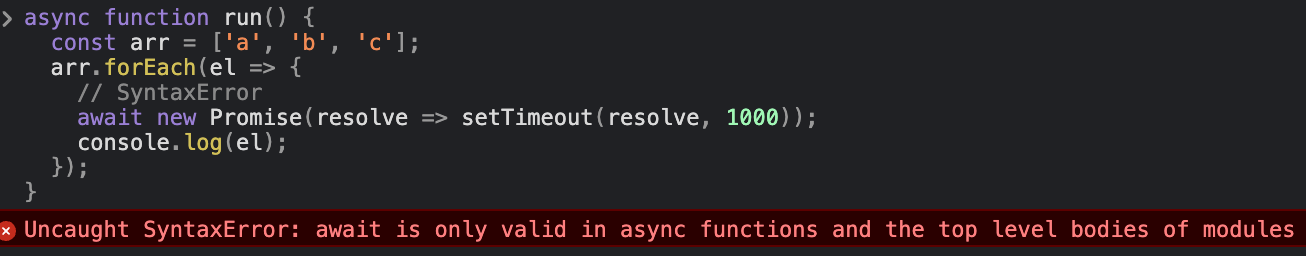 async function run() {
  const arr = ['a', 'b', 'c'];
  arr.forEach(el => {
    // SyntaxError
    await new Promise(resolve => setTimeout(resolve, 1000));
    console.log(el);
  });
}
Uncaught SyntaxError: await is only valid in async functions and the top level bodies of modules